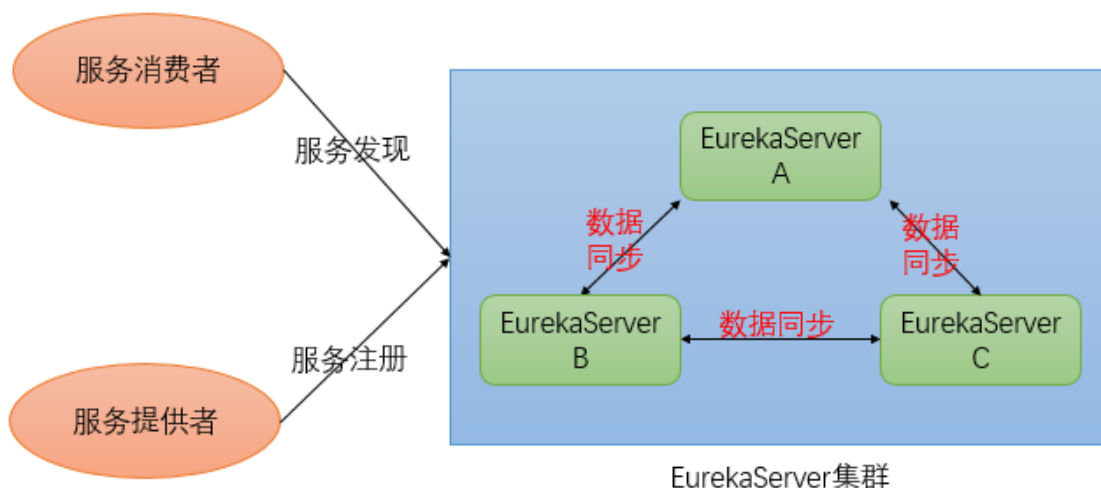 服务消费者
服务发现
服务注册
服务提供者
EurekaServer
A
数据
同步
数据
同步
EurekaServer
B
数据同步
EurekaServer
C
EurekaServer集群